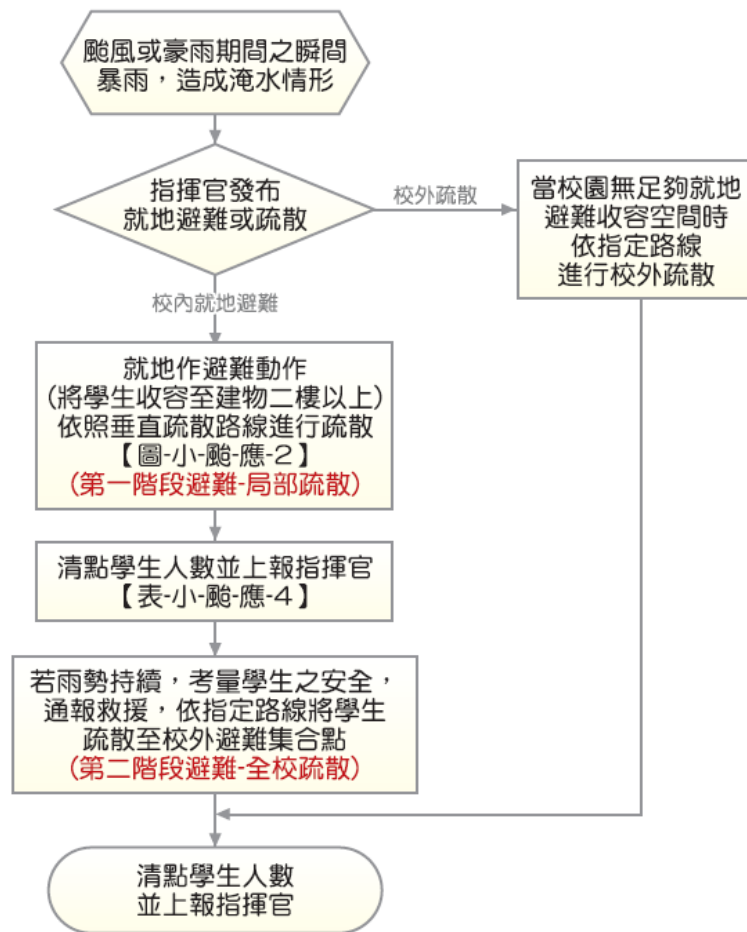 颱風或豪雨期間之瞬間
暴雨，造成淹水情形
指揮官發布
就地避難或疏散
校外疏散
當校園無足夠就地
避難收容空間時
依指定路線
進行校外疏散
校內就地避難
就地作避難動作
(將學生收容至建物二樓以上)
依照垂直疏散路線進行疏散
【圖-小-颱-應-2】
(第一階段避難-局部疏散)
清點學生人數並上報指揮官
【表-小-颱-應-4】
若雨勢持續，考量學生之安全，
通報救援，依指定路線將學生
疏散至校外避難集合點
(第二階段避難-全校疏散)
清點學生人數
並上報指揮官